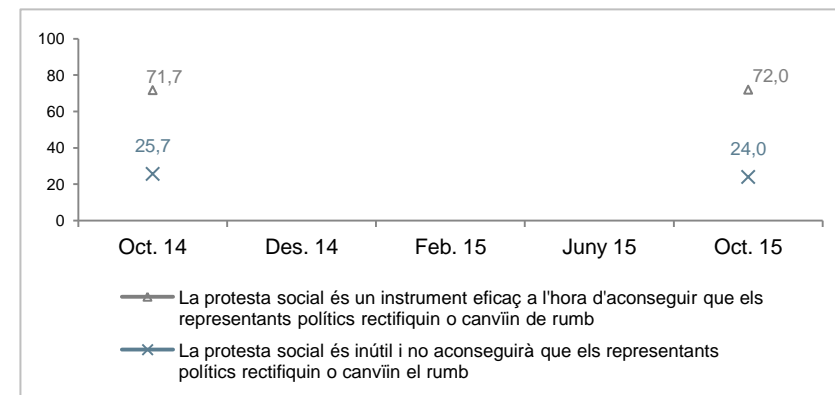 100
80
60
40
20
0
71,7
72,0
25,7
24,0
Oct. 14 Des. 14 Feb. 15 Juny 15 Oct. 15
La protesta social és un instrument eficaç a l'hora d'aconseguir que els
representants polítics rectifiquin o canvïin de rumb
La protesta social és inútil i no aconseguirà que els representants
polítics rectifiquin o canvïin el rumb